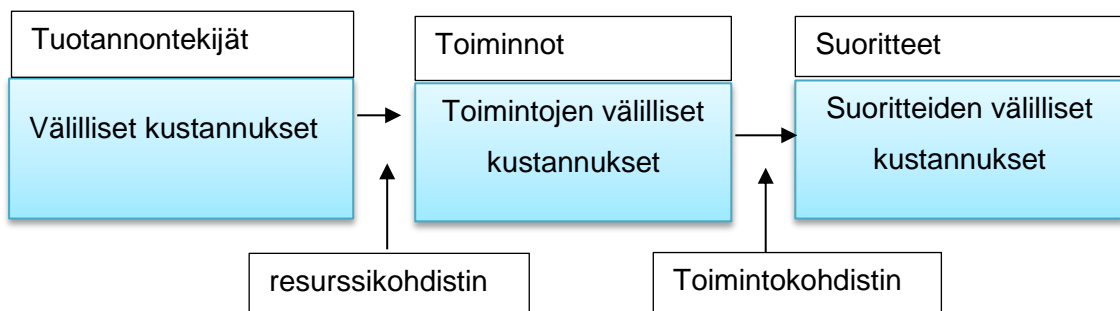 Tuotannontekijät
Välilliset kustannukset
Toiminnot
Toimintojen välilliset
kustannukset
Suoritteet
Suoritteiden välilliset
kustannukset
resurssikohdistin
Toimintokohdistin